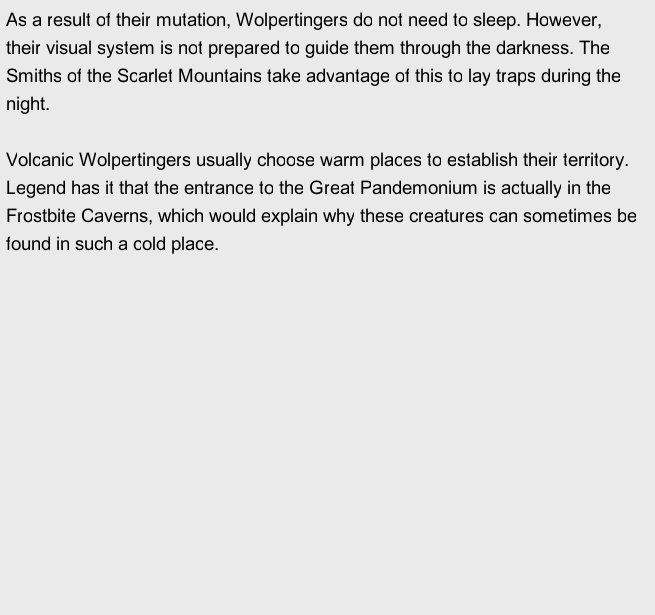 As a result of their mutation, Wolpertingers do not need to sleep. However,
their visual system is not prepared to guide them through the darkness. The
Smiths of the Scarlet Mountains take advantage of this to lay traps during the
night.

Volcanic Wolpertingers usually choose warm places to establish their territory.
Legend has it that the entrance to the Great Pandemonium is actually in the
Frostbite Caverns, which would explain why these creatures can sometimes be
found in such a cold place.